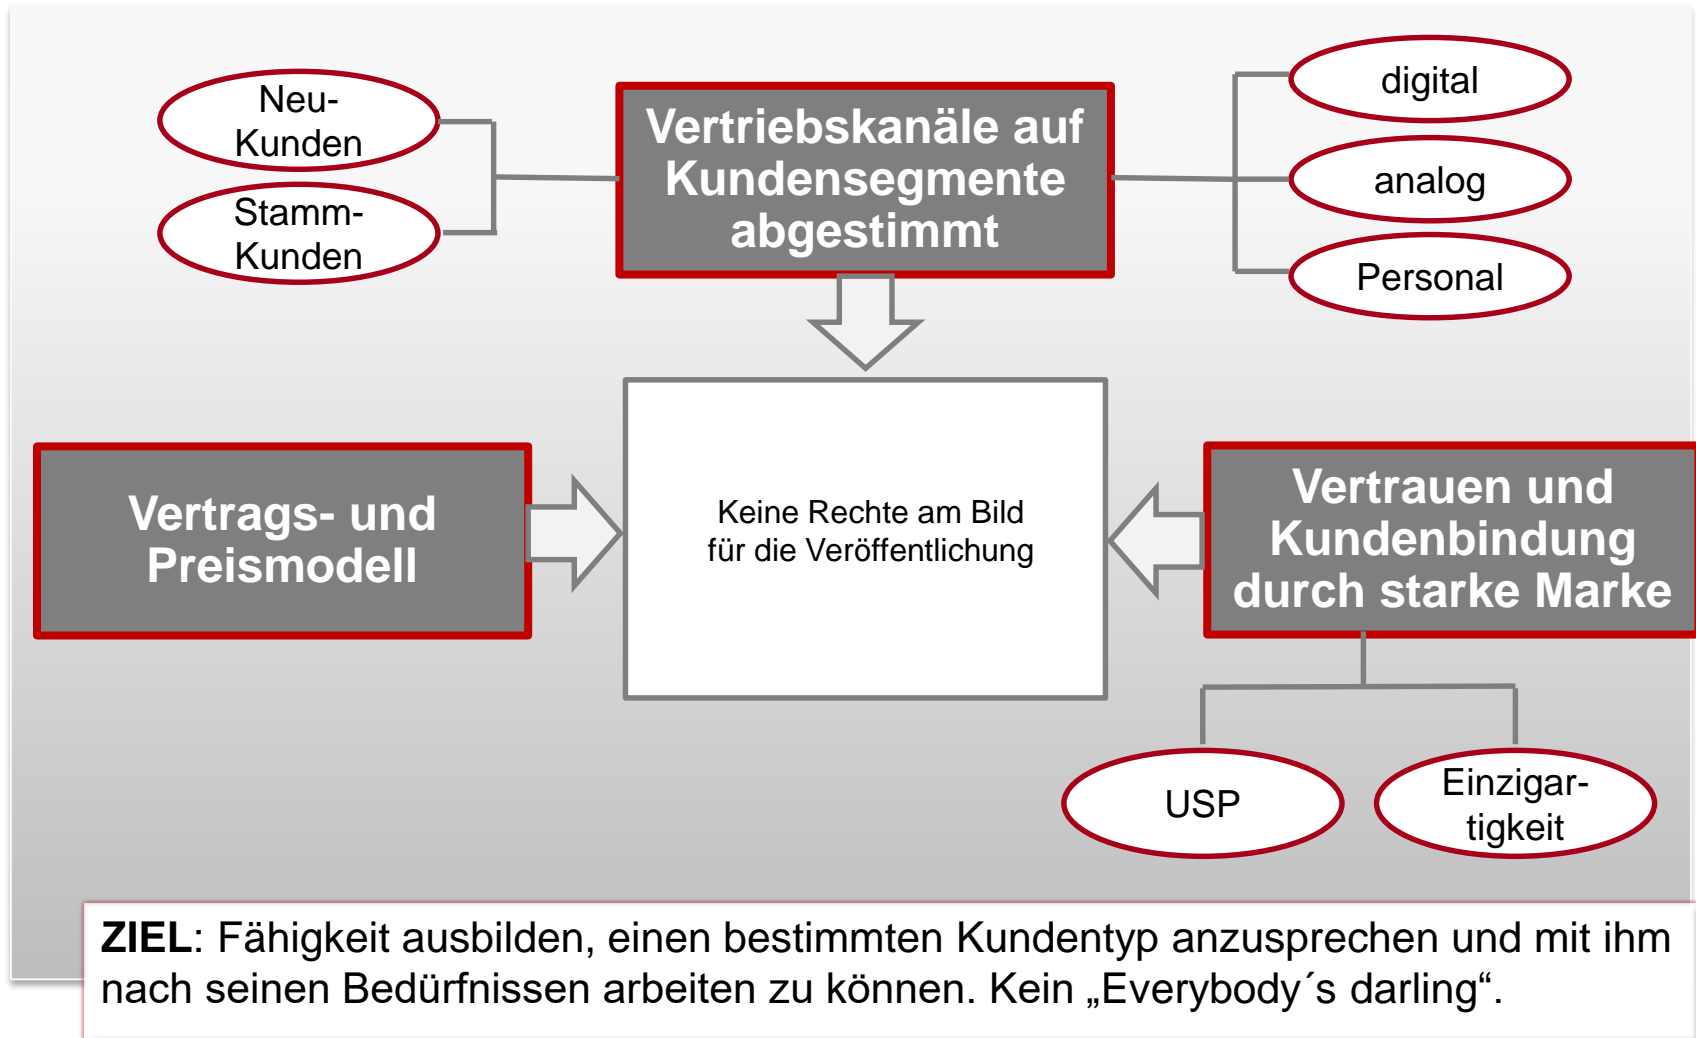 Neu-
Kunden
Stamm-
Kunden
Vertriebskanäle auf
Kundensegmente
abgestimmt
digital
analog
Personal
Vertrags- und
Preismodell
Keine Rechte am Bild
für die Veröffentlichung
Vertrauen und
Kundenbindung
durch starke Marke
USP
Einzigar-
tigkeit
ZIEL: Fähigkeit ausbilden, einen bestimmten Kundentyp anzusprechen und mit ihm
nach seinen Bedürfnissen arbeiten zu können. Kein „Everybody´s darling“.